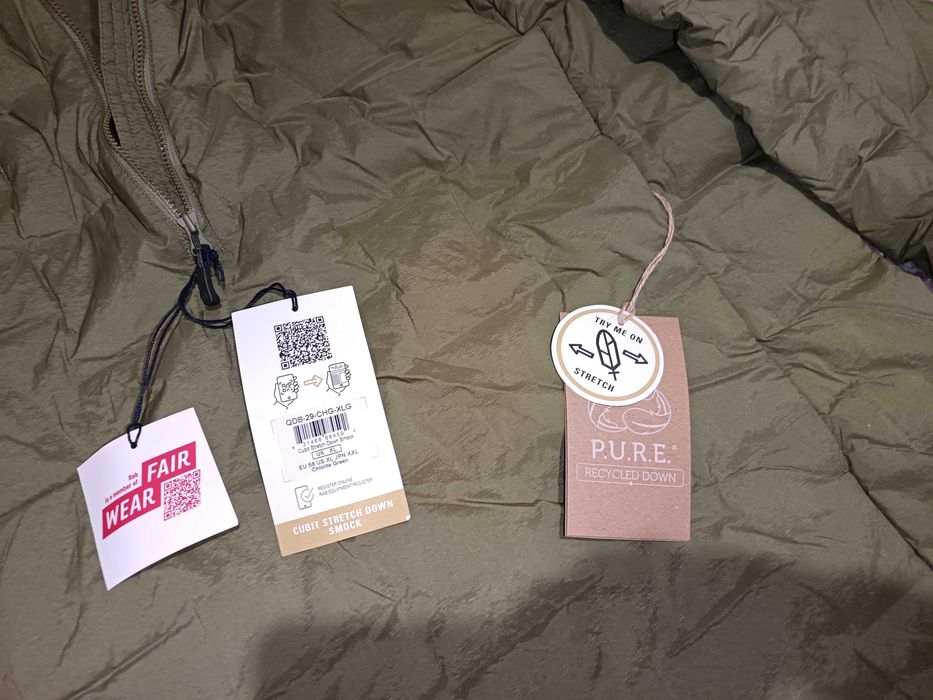 Rab
is a member of
FAIR
WEAR
QDB-29-CHG-XLG
Cubit Stretch Down Smock
UK XL
EU 58 US XL JPN XXL
Chlorite Green
REGISTER ONLINE
RAB.EQUIPMENT/REGISTER
CUBIT STRETCH DOWN
SMOCK
TRY ME ON
STRETCH
P.U.R.E.®
RECYCLED DOWN